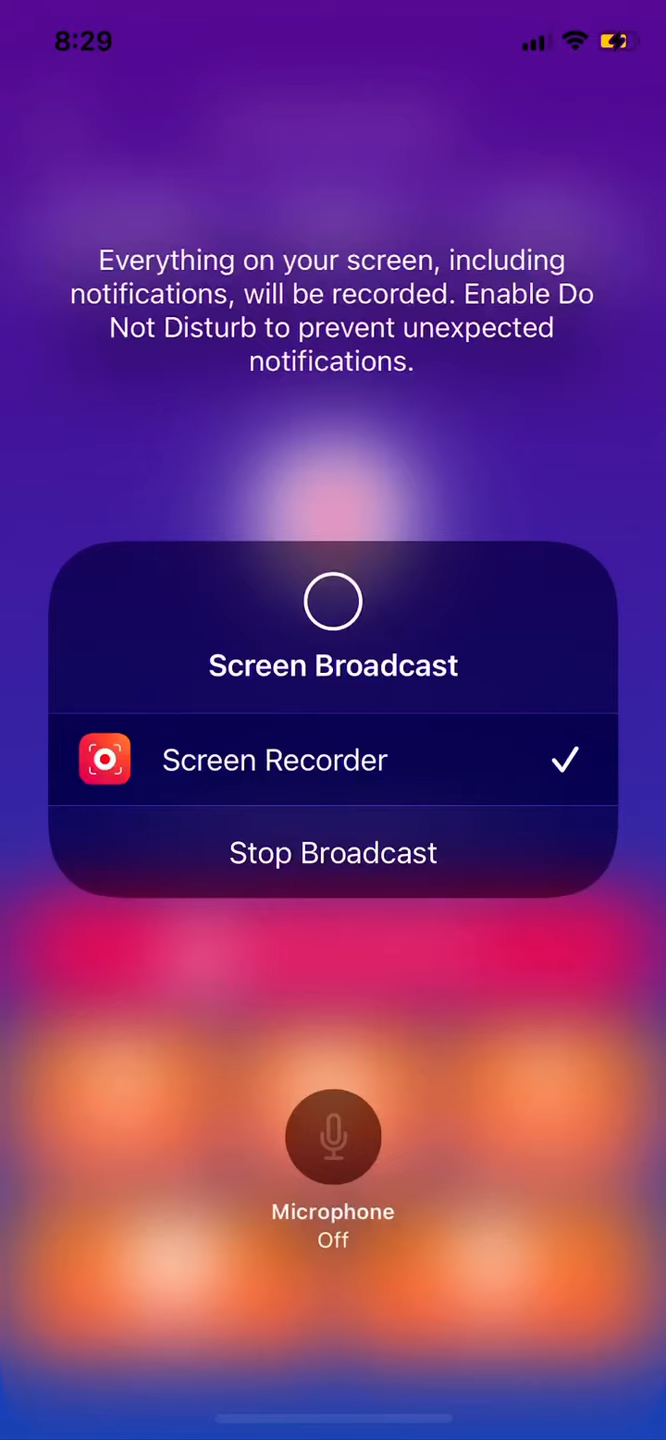 8:29
Everything on your screen, including
notifications, will be recorded. Enable Do
Not Disturb to prevent unexpected
notifications.
Screen Broadcast
Screen Recorder
Stop Broadcast
Microphone
Off